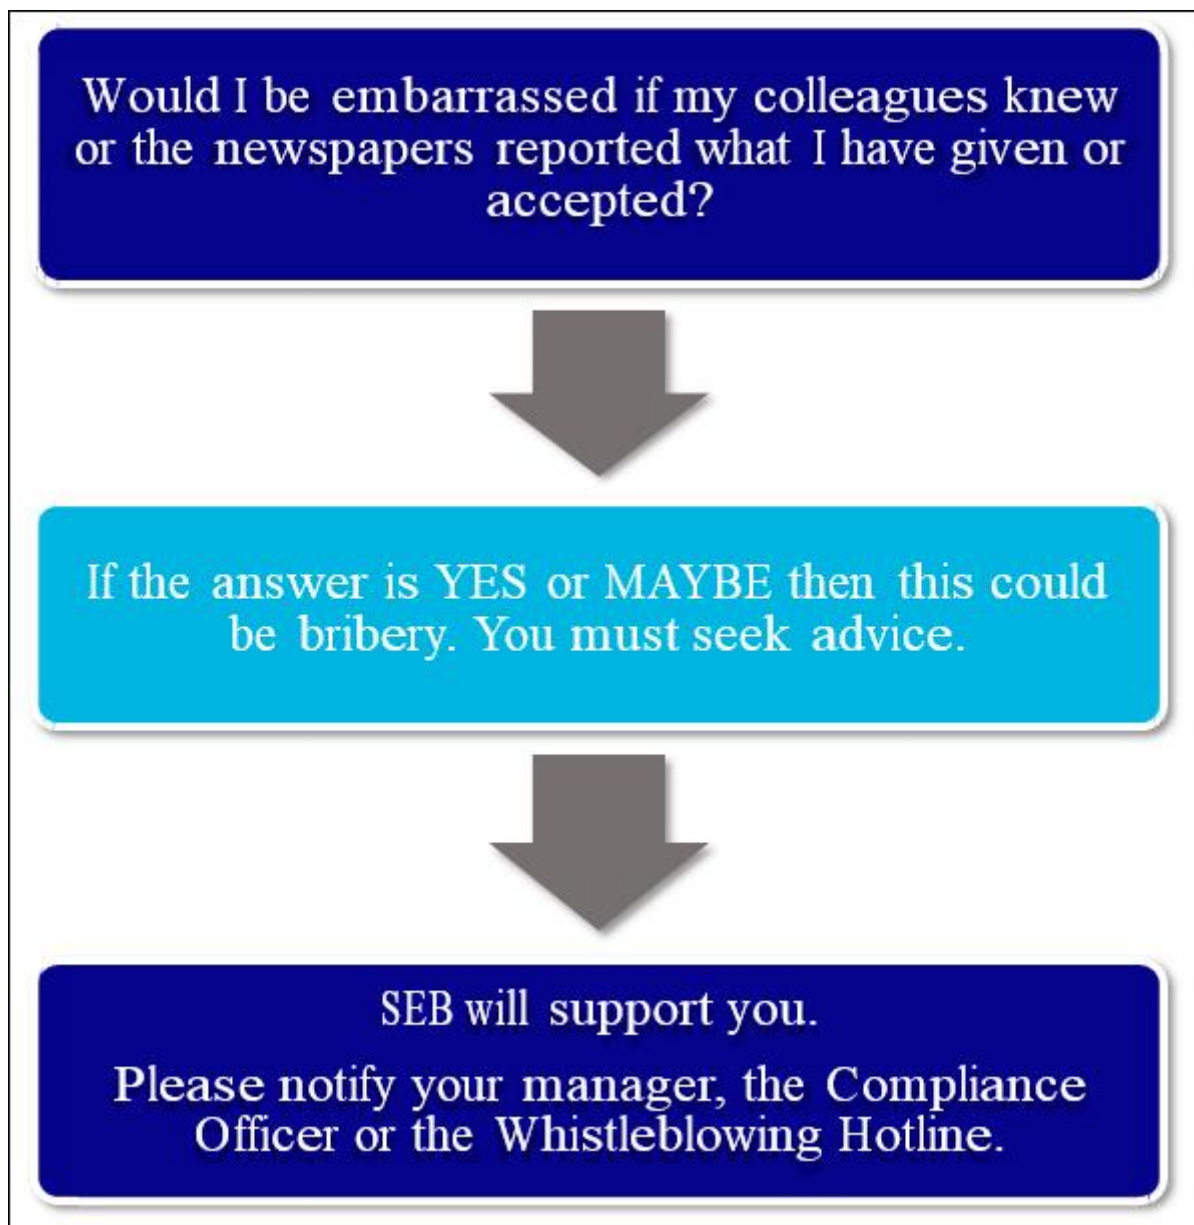 Would I be embarrassed if my colleagues knew
or the newspapers reported what I have given or
accepted?
If the answer is YES or MAYBE then this could
be bribery. You must seek advice.
SEB will support you.
Please notify your manager, the Compliance
Officer or the Whistleblowing Hotline.